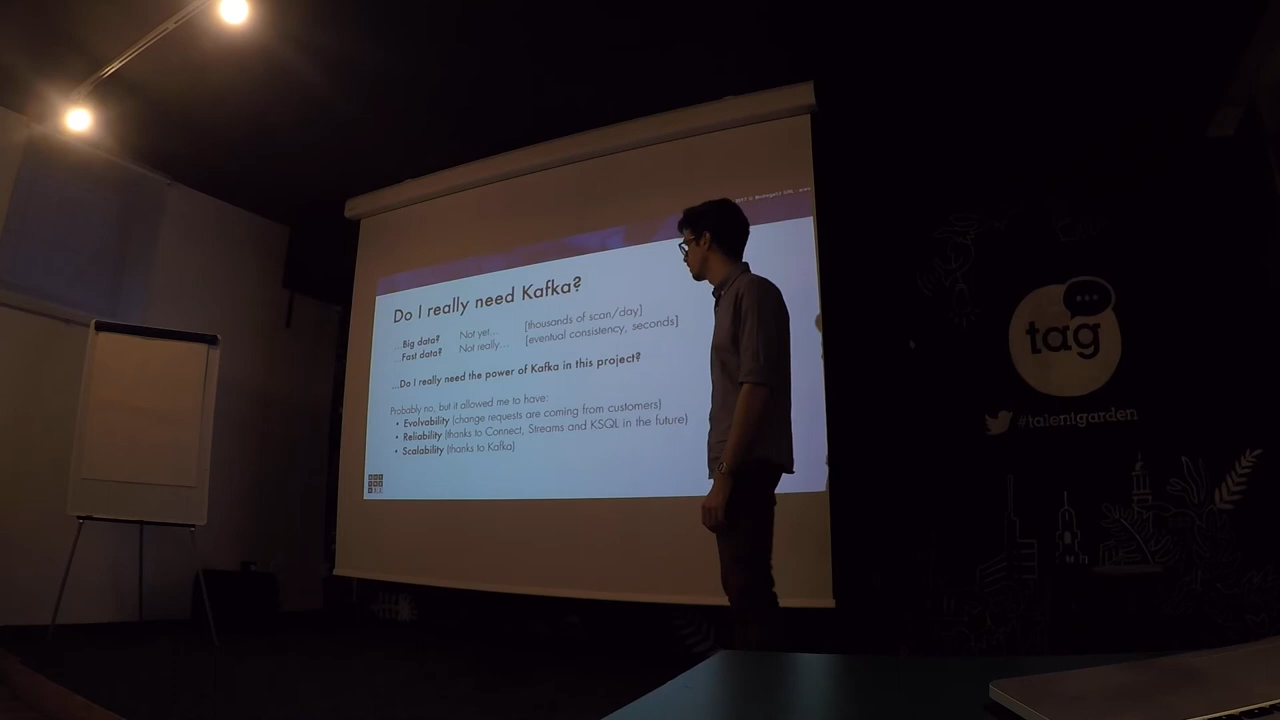 Do I really need Kafka?
...Big data? Not yet... [thousands of scan/day]
...Fast data? Not really... [eventual consistency, seconds]
...Do I really need the power of Kafka in this project?
Probably no, but it allowed me to have:
• Evolvability (change requests are coming from customers)
• Reliability (thanks to Connect, Streams and KSQL in the future)
• Scalability (thanks to Kafka)
tag
#talentgarden